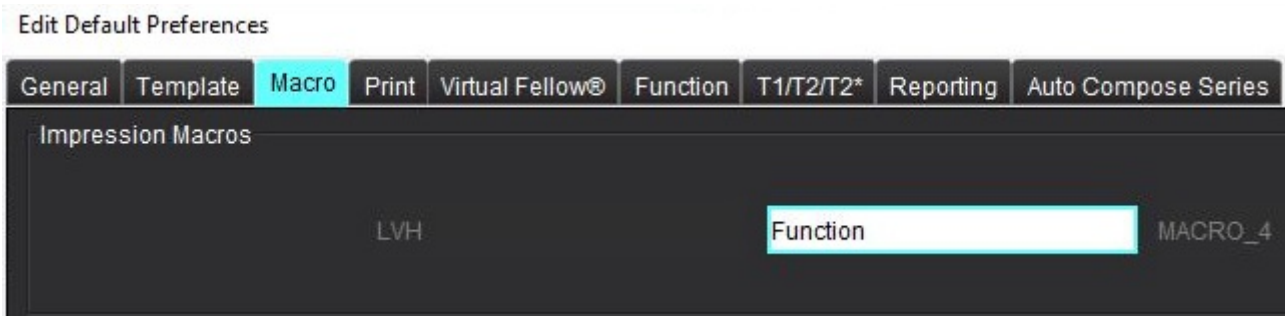 Edit Default Preferences
General Template Macro Print Virtual Fellow® Function T1/T2/T2* Reporting Auto Compose Series
Impression Macros
LVH Function MACRO_4